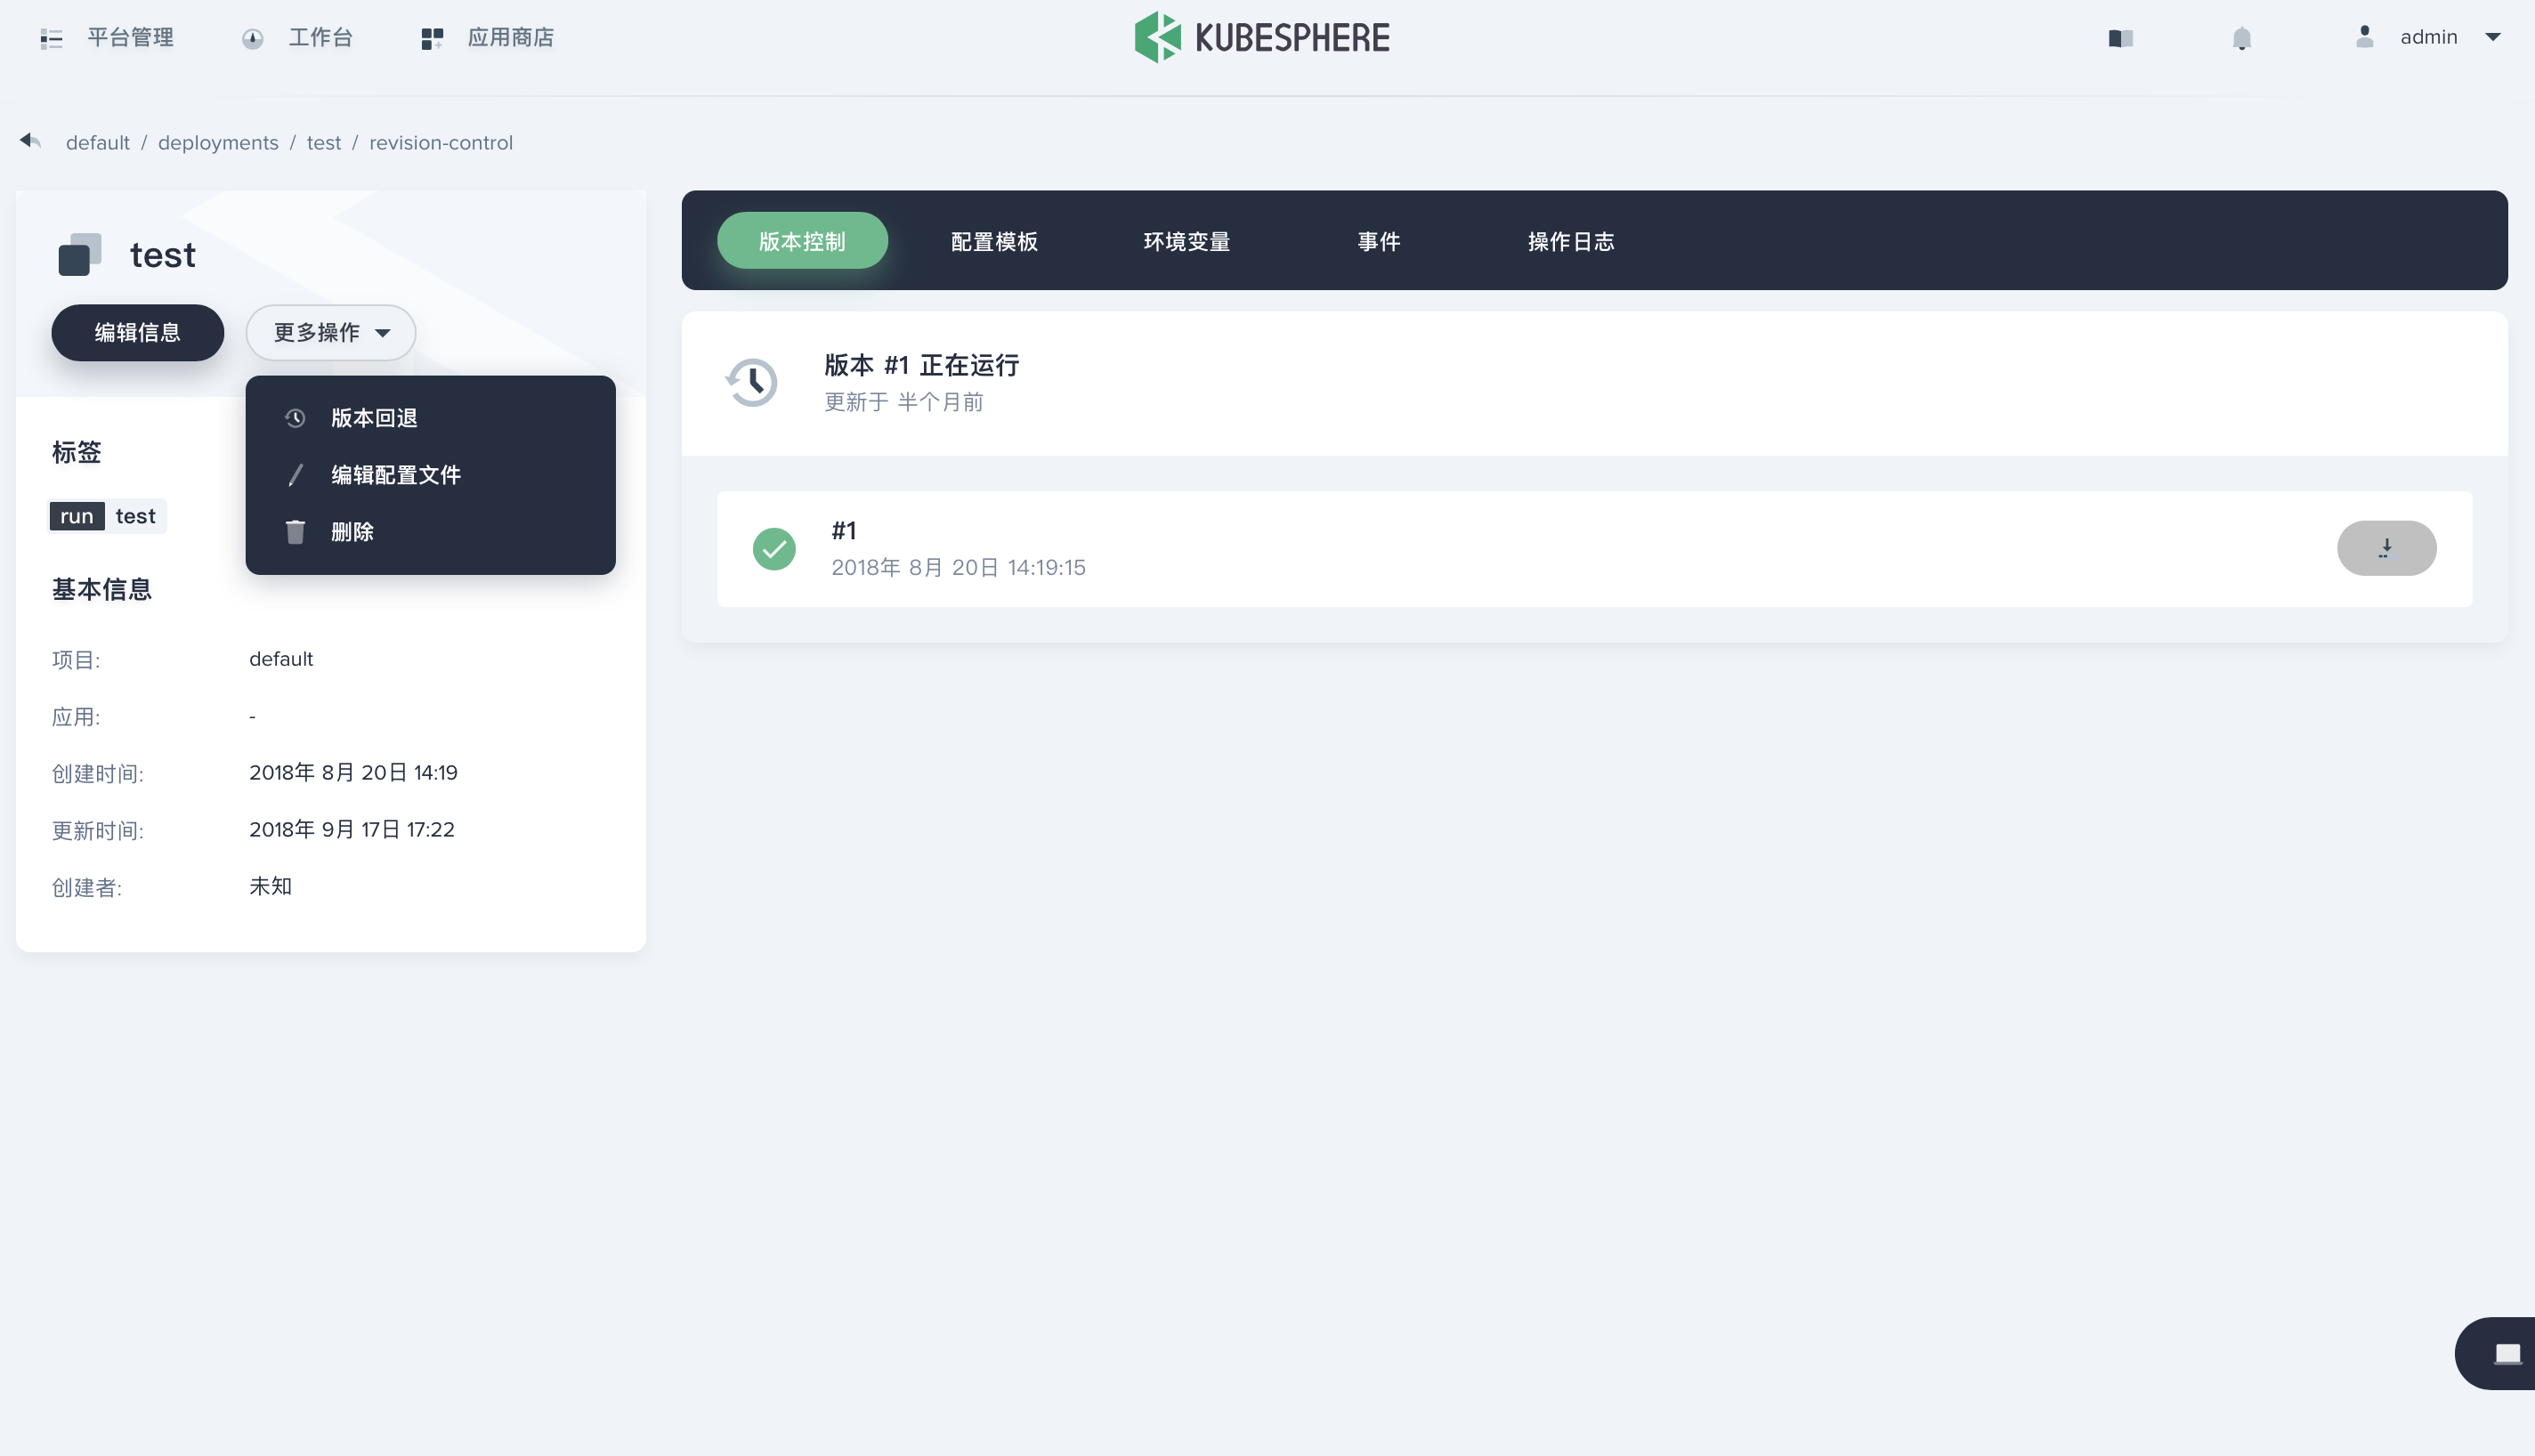 平台管理
工作台
应用商店
KUBESPHERE
admin
default / deployments / test / revision-control
test
编辑信息
更多操作
版本回退
编辑配置文件
删除
标签
run test
基本信息
项目: default
应用: -
创建时间: 2018年 8月 20日 14:19
更新时间: 2018年 9月 17日 17:22
创建者: 未知
版本控制
配置模板
环境变量
事件
操作日志
版本 #1 正在运行
更新于 半个月前
#1
2018年 8月 20日 14:19:15